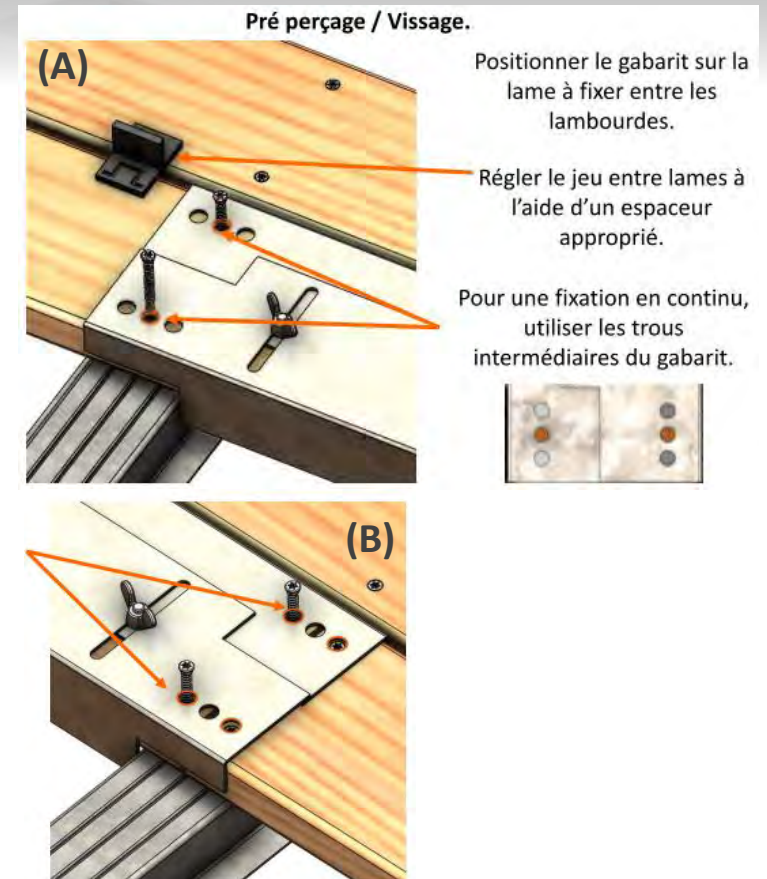 Pré perçage / Vissage.
(A)
Positionner le gabarit sur la
lame à fixer entre les
lambourdes.
Régler le jeu entre lames à
l'aide d'un espaceur
approprié.
Pour une fixation en continu,
utiliser les trous
intermédiaires du gabarit.
(B)